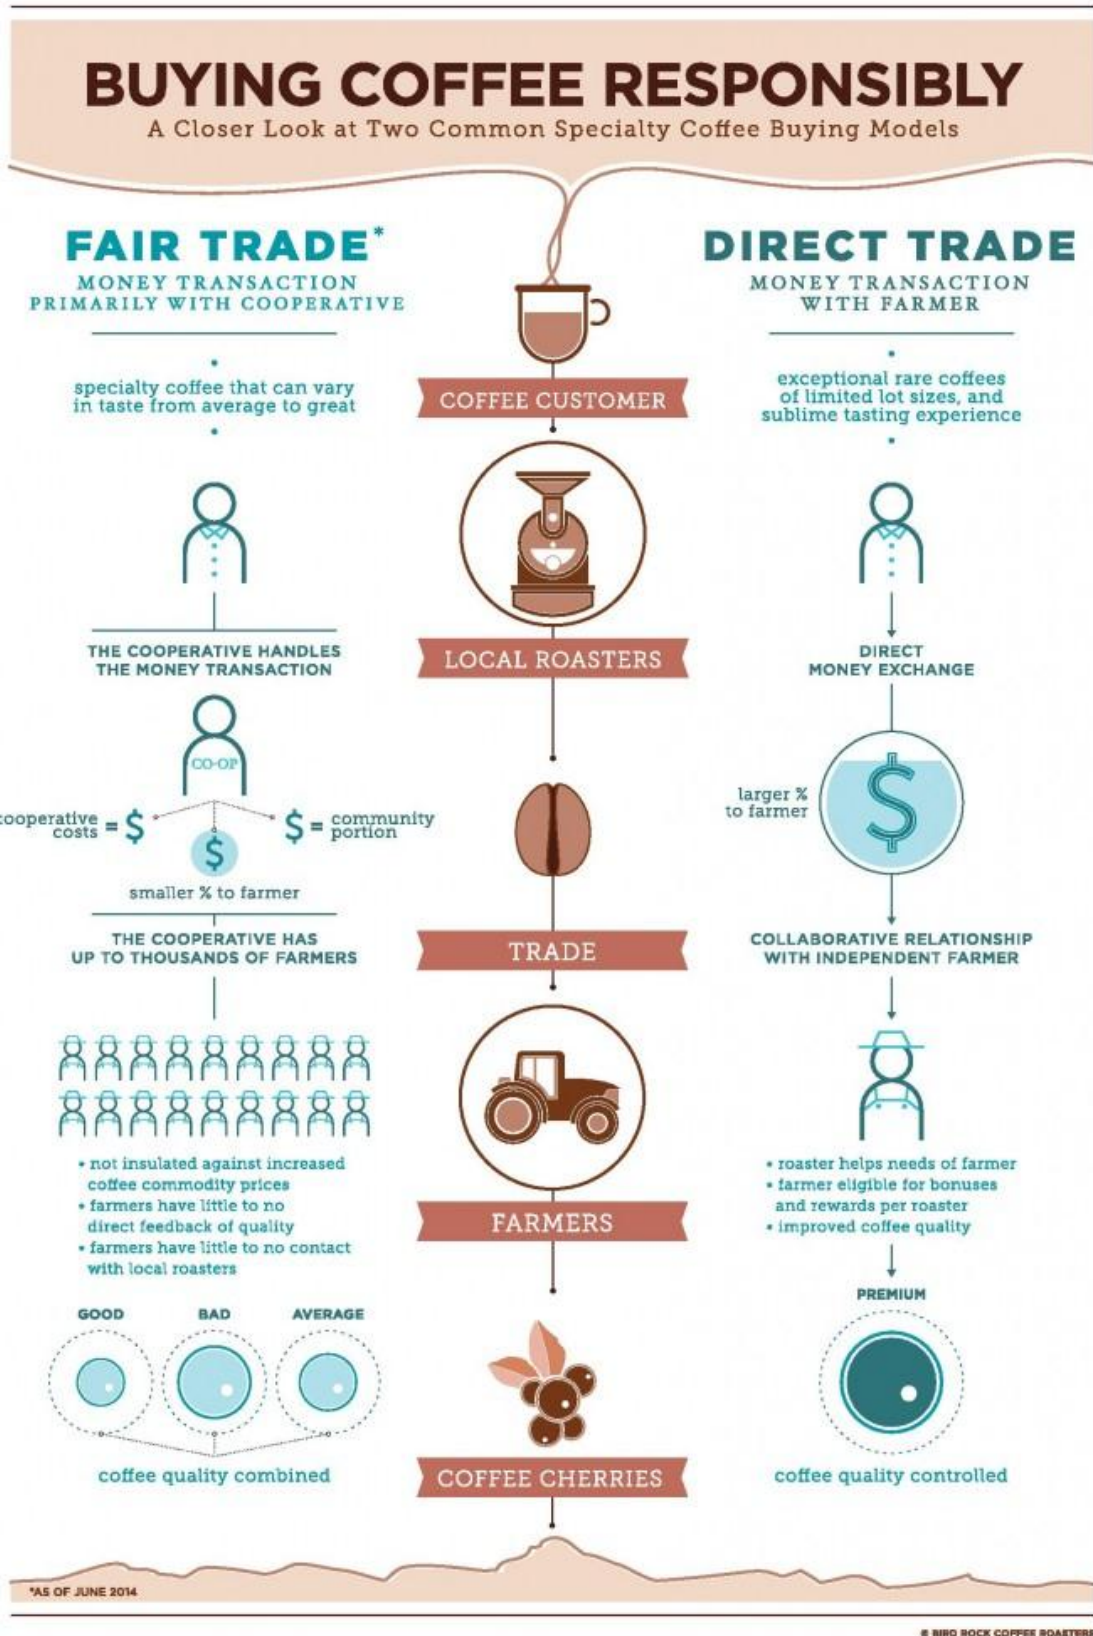 BUYING COFFEE RESPONSIBLY
A Closer Look at Two Common Specialty Coffee Buying Models
FAIR TRADE*
MONEY TRANSACTION
PRIMARILY WITH COOPERATIVE
specialty coffee that can vary
in taste from average to great
THE COOPERATIVE HANDLES
THE MONEY TRANSACTION
CO-OP
cooperative
costs = $
$ = community
portion
$
smaller % to farmer
THE COOPERATIVE HAS
UP TO THOUSANDS OF FARMERS
• not insulated against increased
coffee commodity prices
• farmers have little to no
direct feedback of quality
• farmers have little to no contact
with local roasters
GOOD
BAD
AVERAGE
coffee quality combined
COFFEE CUSTOMER
LOCAL ROASTERS
TRADE
FARMERS
COFFEE CHERRIES
DIRECT TRADE
MONEY TRANSACTION
WITH FARMER
exceptional rare coffees
of limited lot sizes, and
sublime tasting experience
DIRECT
MONEY EXCHANGE
larger %
to farmer
$
COLLABORATIVE RELATIONSHIP
WITH INDEPENDENT FARMER
• roaster helps needs of farmer
• farmer eligible for bonuses
and rewards per roaster
• improved coffee quality
PREMIUM
coffee quality controlled
*AS OF JUNE 2014
© BIRD ROCK COFFEE ROASTERS